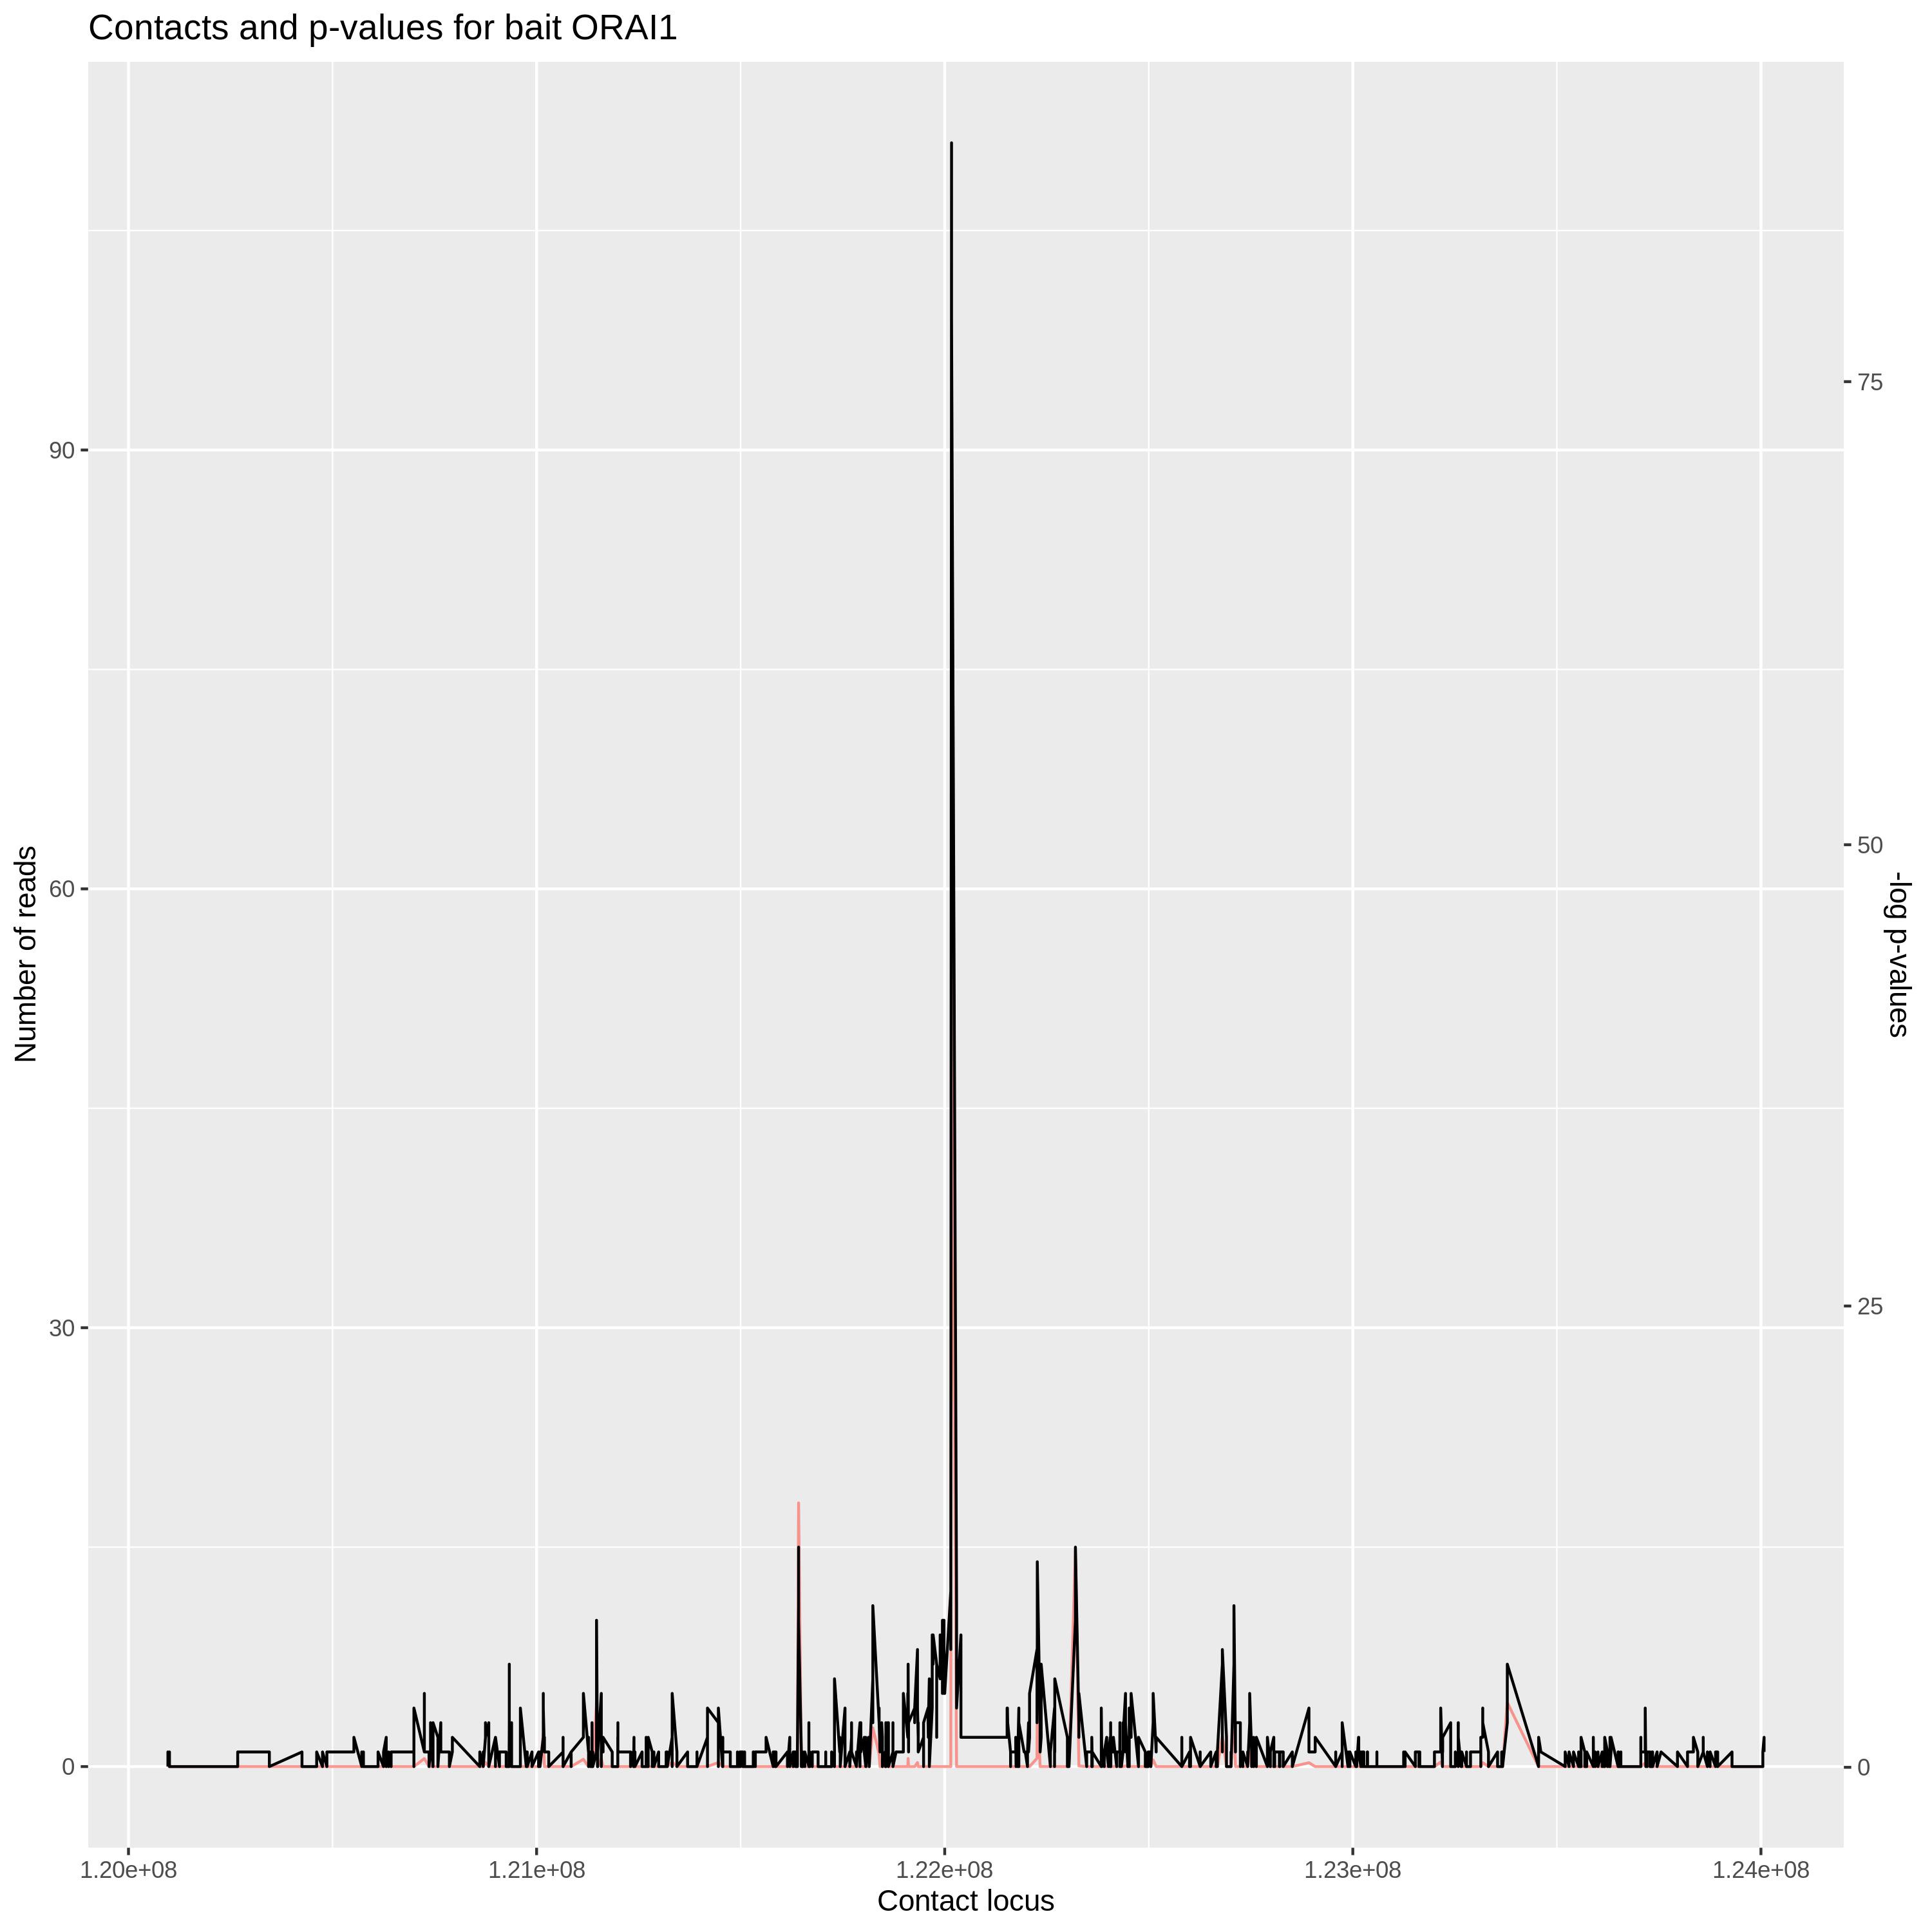 Contacts and p-values for bait ORAI1
Number of reads
90
60
30
0
75
50
25
0
-log p-values
1.20e+08 1.21e+08 1.22e+08 1.23e+08 1.24e+08
Contact locus